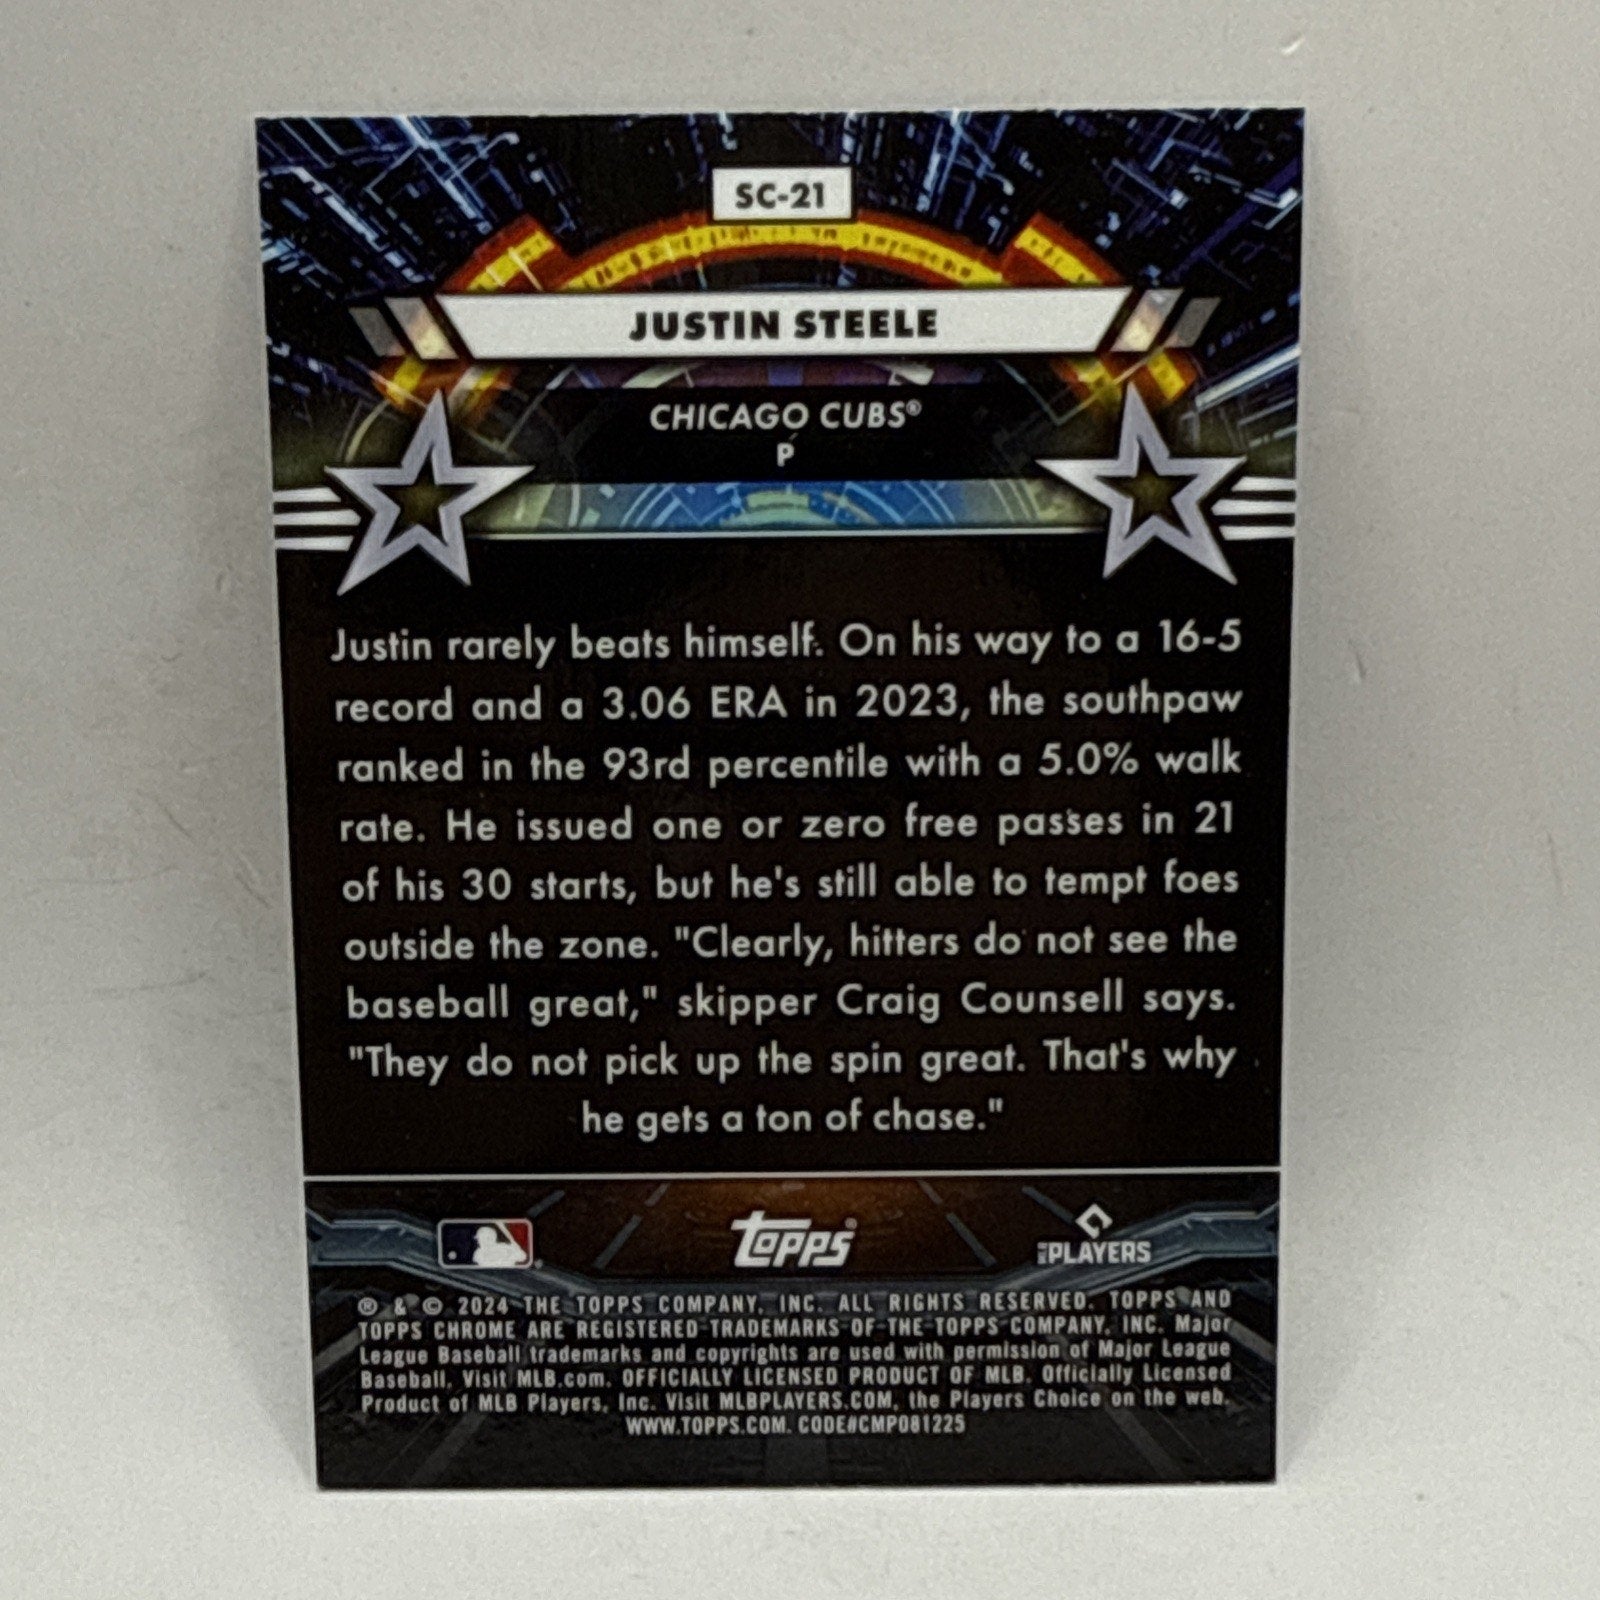 SC-21
JUSTIN STEELE
CHICAGO CUBS®
P
Justin rarely beats himself. On his way to a 16-5
record and a 3.06 ERA in 2023, the southpaw
ranked in the 93rd percentile with a 5.0% walk
rate. He issued one or zero free passes in 21
of his 30 starts, but he's still able to tempt foes
outside the zone. "Clearly, hitters do not see the
baseball great," skipper Craig Counsell says.
"They do not pick up the spin great. That's why
he gets a ton of chase."
topps®
PLAYERS
® & © 2024 THE TOPPS COMPANY, INC. ALL RIGHTS RESERVED. TOPPS AND
TOPPS CHROME ARE REGISTERED TRADEMARKS OF THE TOPPS COMPANY, INC. Major
League Baseball trademarks and copyrights are used with permission of Major League
Baseball. Visit MLB.com. OFFICIALLY LICENSED PRODUCT OF MLB. Officially Licensed
Product of MLB Players, Inc. Visit MLBPLAYERS.COM, the Players Choice on the web.
WWW.TOPPS.COM. CODE#CMP081225